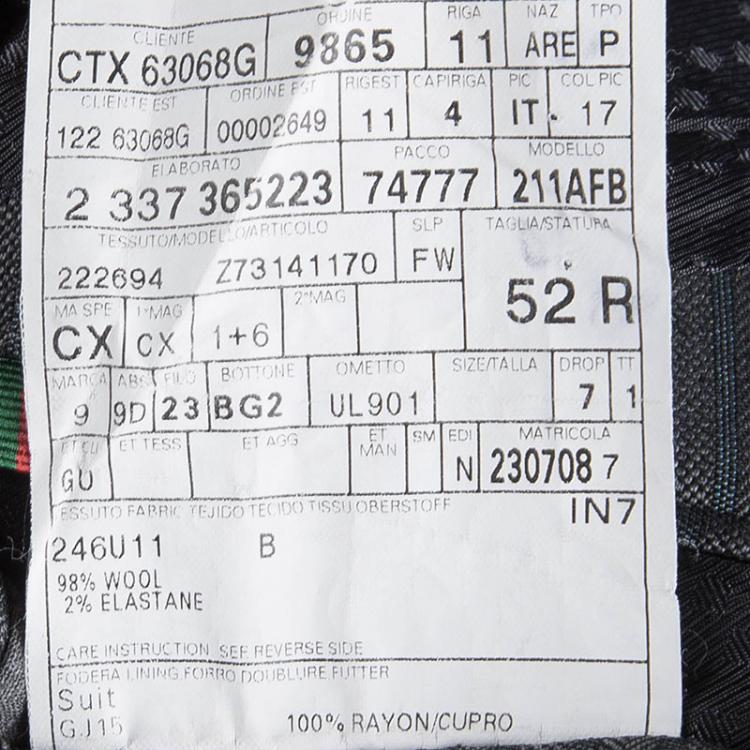 CLIENTE ORDINE RIGA NAZ TPO
CTX 63068G 9865 11 ARE P
CLIENTE EST ORDINE EST RIGEST CAPIRIGA PIC COL PIC
122 63068G 00002649 11 4 IT. 17
ELABORATO PACCO MODELLO
2 337 365223 74777 211AFB
TESSUTO/MODELLO/ARTICOLO SLP TAGLIA/STATURA
222694 Z73141170 FW 52 R
MA SPE 1°MAG 2°MAG
CX CX 1+6
MARCA ABS FILO BOTTONE OMETTO SIZE/TALLA DROP TT
9 9D 23 BG2 UL901 7 1
ET CU ET TESS ET AGG ET MAN SM EDI MATRICOLA
GU N 230708 7
ESSUTO FABRIC TEJIDO TECIDO TISSU OBERSTOFF IN7
246U11 B
98% WOOL
2% ELASTANE
CARE INSTRUCTION SEE REVERSE SIDE
FODERA LINING FORRO DOUBLURE FUTTER
Suit
GJ15 100% RAYON/CUPRO